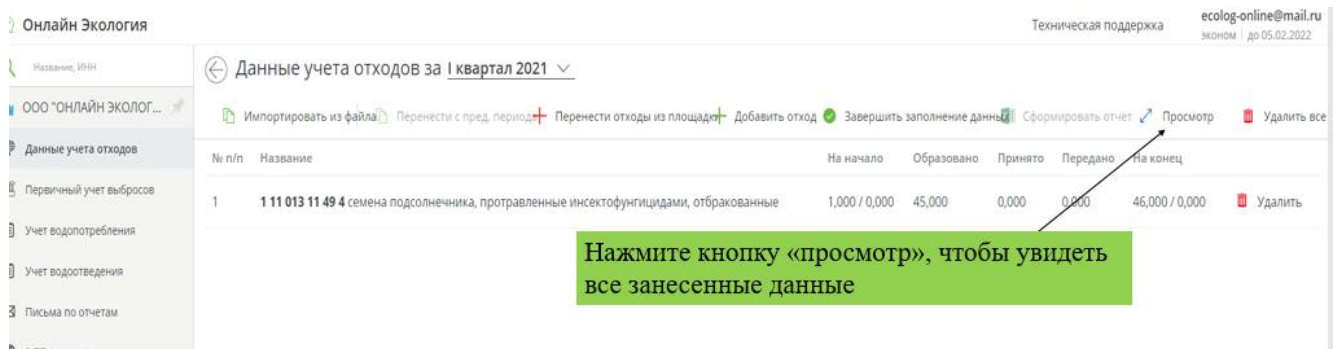 Онлайн Экология
Техническая поддержка
ecolog-online@mail.ru
эконом до 05.02.2022
Название, ИНН
Данные учета отходов за I квартал 2021
ООО "ОНЛАЙН ЭКОЛОГ...
Импортировать из файла Перенести с пред. периода Перенести отходы из площадки Добавить отход Завершить заполнение данных Сформировать отчет Просмотр Удалить все
Данные учета отходов
№ п/п Название На начало Образовано Принято Передано На конец
Первичный учет выбросов
1 1 11 013 11 49 4 семена подсолнечника, протравленные инсектофунгицидами, отбракованные 1,000 / 0,000 45,000 0,000 0,000 46,000 / 0,000 Удалить
Учет водопотребления
Учет водоотведения
Письма по отчетам
Нажмите кнопку «просмотр», чтобы увидеть
все занесенные данные